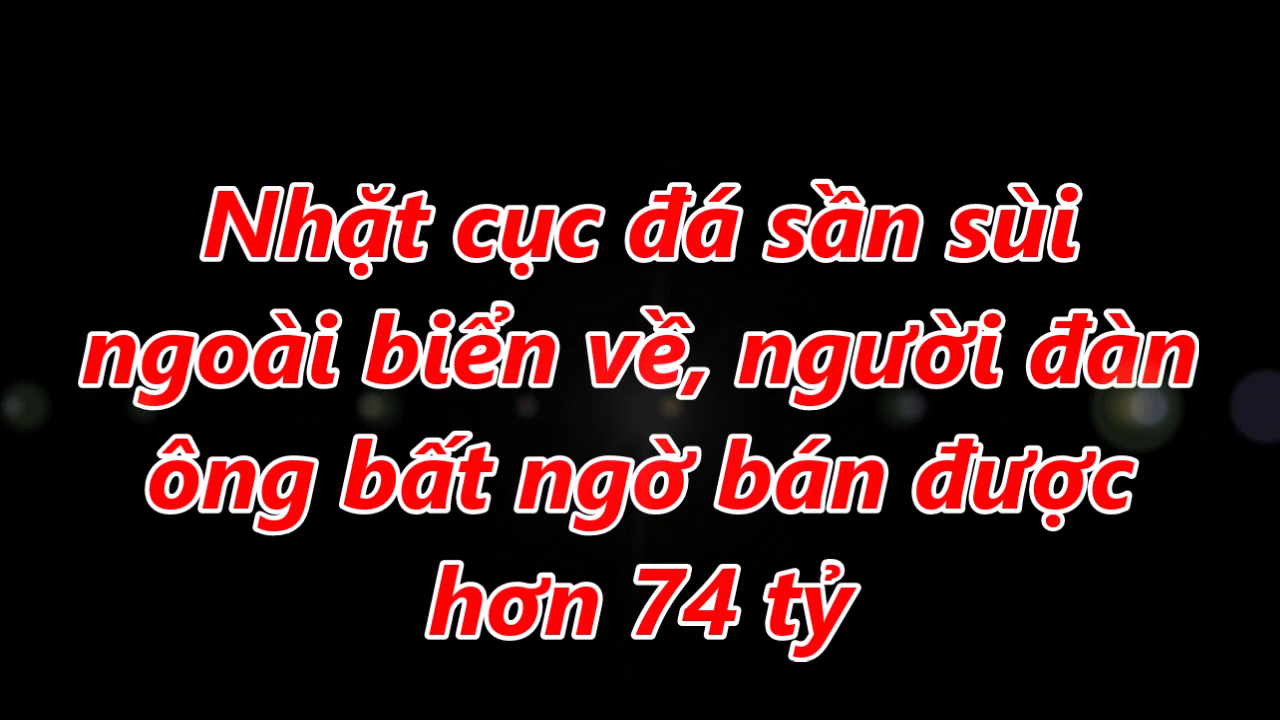 Nhặt cục đá sần sùi
ngoài biển về, người đàn
ông bất ngờ bán được
hơn 74 tỷ